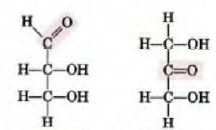 H O H
C H—C—OH
H—C—OH C=O
H—C—OH H—C—OH
H H